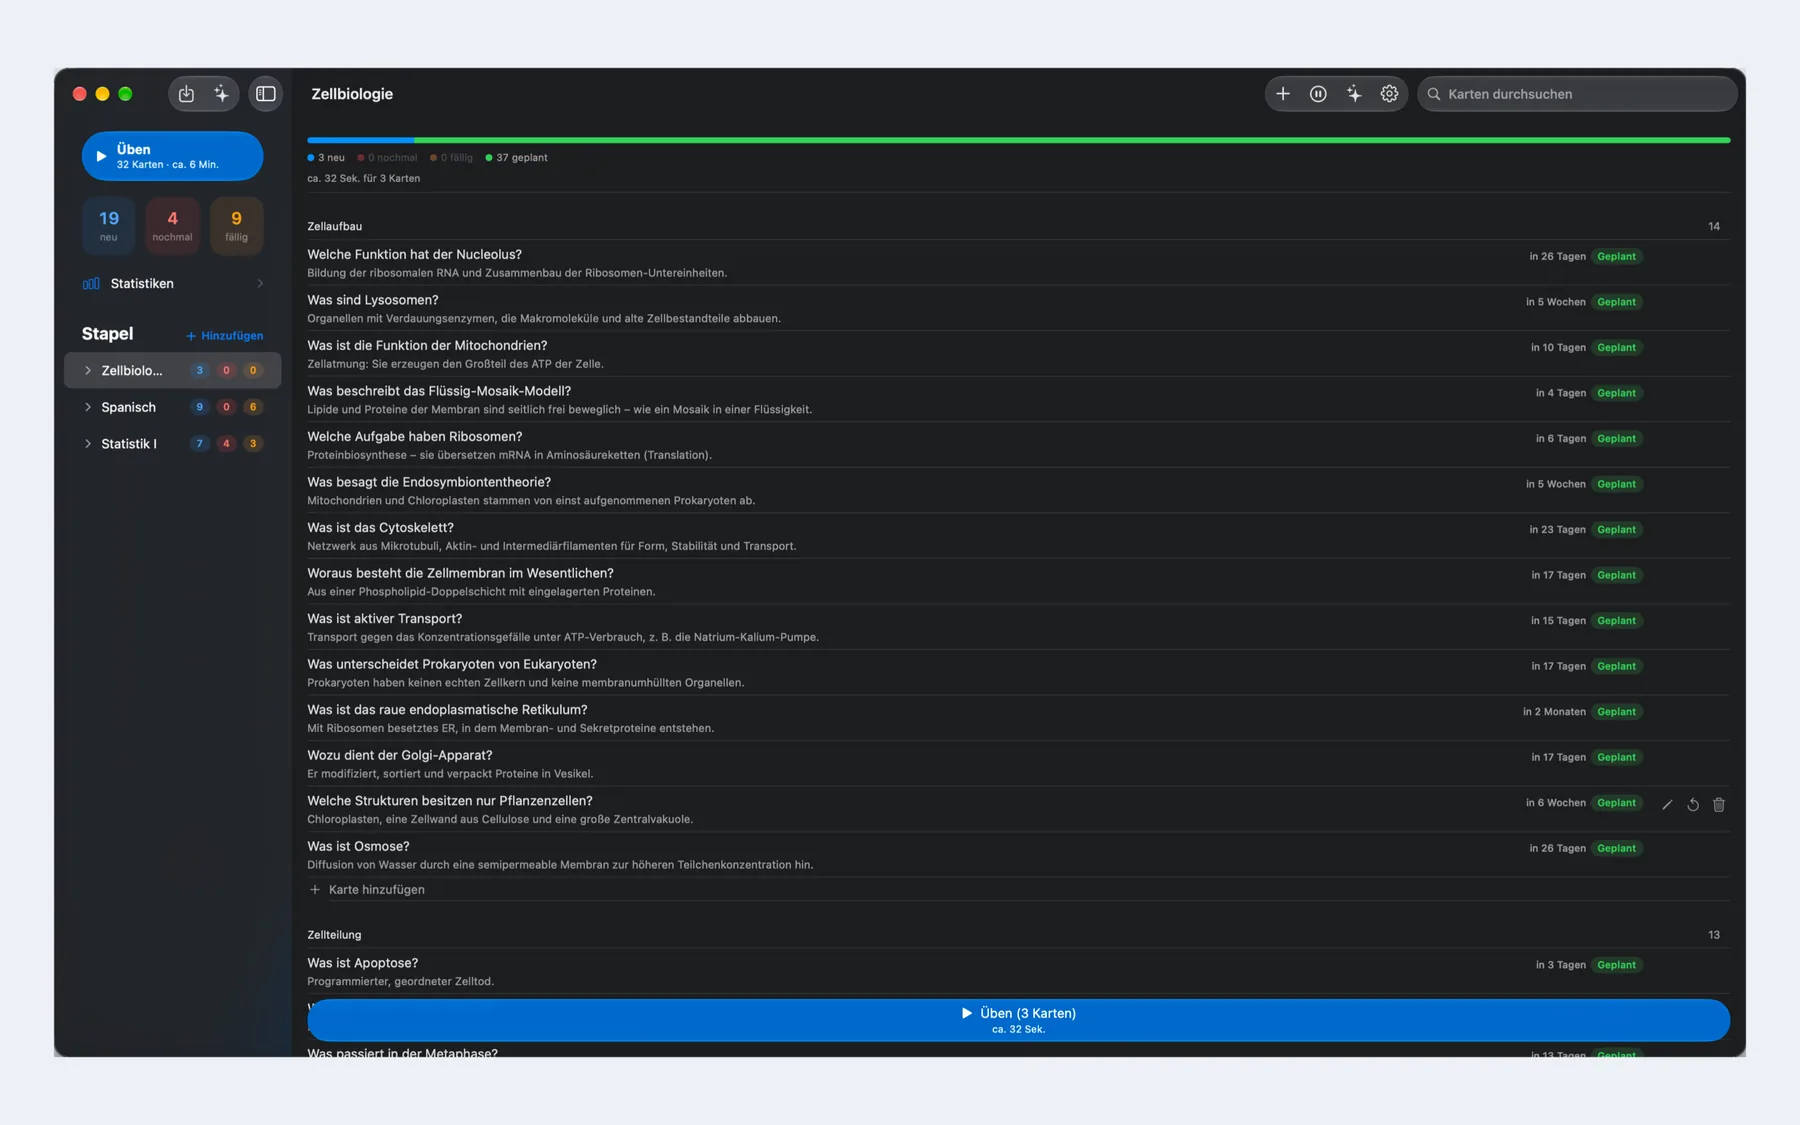 Zellbiologie
Karten durchsuchen
Üben
32 Karten · ca. 6 Min.
19 neu
4 nochmal
9 fällig
Statistiken
Stapel
+ Hinzufügen
Zellbiolo... 3 0 0
Spanisch 9 0 6
Statistik I 7 4 3
3 neu 0 nochmal 0 fällig 37 geplant
ca. 32 Sek. für 3 Karten
Zellaufbau 14
Welche Funktion hat der Nucleolus? in 26 Tagen Geplant
Bildung der ribosomalen RNA und Zusammenbau der Ribosomen-Untereinheiten.
Was sind Lysosomen? in 5 Wochen Geplant
Organellen mit Verdauungsenzymen, die Makromoleküle und alte Zellbestandteile abbauen.
Was ist die Funktion der Mitochondrien? in 10 Tagen Geplant
Zellatmung: Sie erzeugen den Großteil des ATP der Zelle.
Was beschreibt das Flüssig-Mosaik-Modell? in 4 Tagen Geplant
Lipide und Proteine der Membran sind seitlich frei beweglich – wie ein Mosaik in einer Flüssigkeit.
Welche Aufgabe haben Ribosomen? in 6 Tagen Geplant
Proteinbiosynthese – sie übersetzen mRNA in Aminosäureketten (Translation).
Was besagt die Endosymbiontentheorie? in 5 Wochen Geplant
Mitochondrien und Chloroplasten stammen von einst aufgenommenen Prokaryoten ab.
Was ist das Cytoskelett? in 23 Tagen Geplant
Netzwerk aus Mikrotubuli, Aktin- und Intermediärfilamenten für Form, Stabilität und Transport.
Woraus besteht die Zellmembran im Wesentlichen? in 17 Tagen Geplant
Aus einer Phospholipid-Doppelschicht mit eingelagerten Proteinen.
Was ist aktiver Transport? in 15 Tagen Geplant
Transport gegen das Konzentrationsgefälle unter ATP-Verbrauch, z. B. die Natrium-Kalium-Pumpe.
Was unterscheidet Prokaryoten von Eukaryoten? in 17 Tagen Geplant
Prokaryoten haben keinen echten Zellkern und keine membranumhüllten Organellen.
Was ist das raue endoplasmatische Retikulum? in 2 Monaten Geplant
Mit Ribosomen besetztes ER, in dem Membran- und Sekretproteine entstehen.
Wozu dient der Golgi-Apparat? in 17 Tagen Geplant
Er modifiziert, sortiert und verpackt Proteine in Vesikel.
Welche Strukturen besitzen nur Pflanzenzellen? in 6 Wochen Geplant
Chloroplasten, eine Zellwand aus Cellulose und eine große Zentralvakuole.
Was ist Osmose? in 26 Tagen Geplant
Diffusion von Wasser durch eine semipermeable Membran zur höheren Teilchenkonzentration hin.
+ Karte hinzufügen
Zellteilung 13
Was ist Apoptose? in 3 Tagen Geplant
Programmierter, geordneter Zelltod.
Üben (3 Karten)
ca. 32 Sek.
Was passiert in der Metaphase? in 13 Tagen Geplant